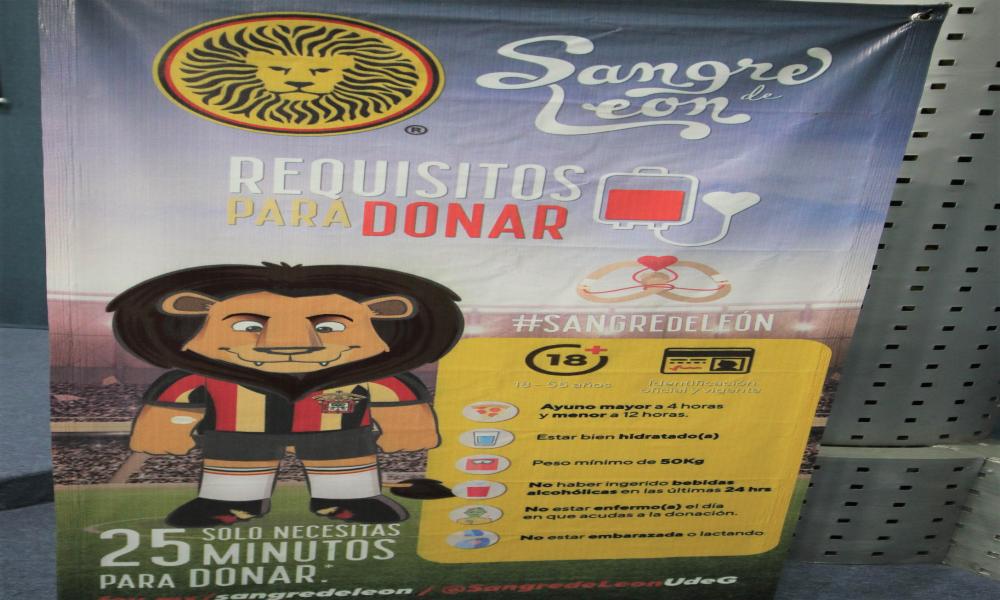 Sangre
de
León
®
REQUISITOS
PARA DONAR
#SANGREDELEÓN
18+
18 - 55 años
Identificación
oficial y vigente
Ayuno mayor a 4 horas
y menor a 12 horas.
Estar bien hidratado(a)
Peso mínimo de 50Kg
No haber ingerido bebidas
alcohólicas en las últimas 24 hrs
No estar enfermo(a) el día
en que acudas a la donación.
No estar embarazada o lactando
25 SOLO NECESITAS
MINUTOS
PARA DONAR.*
/sangredeleon / @SangredeLeonUdeG